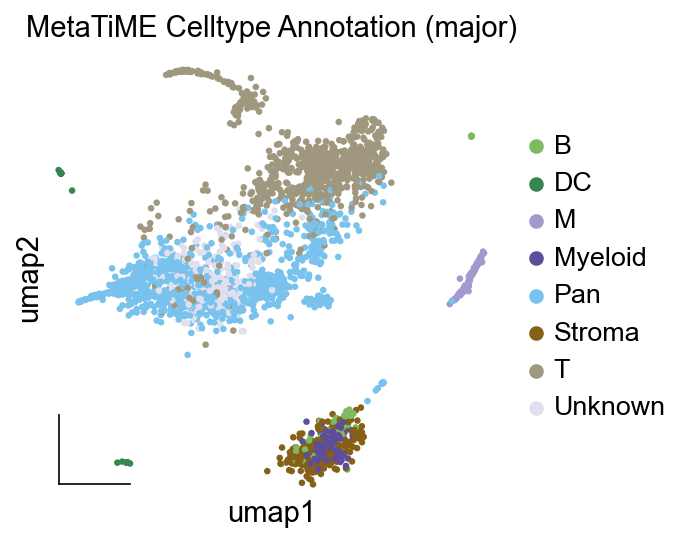 MetaTiME Celltype Annotation (major)
B
DC
M
Myeloid
Pan
Stroma
T
Unknown
umap2
umap1